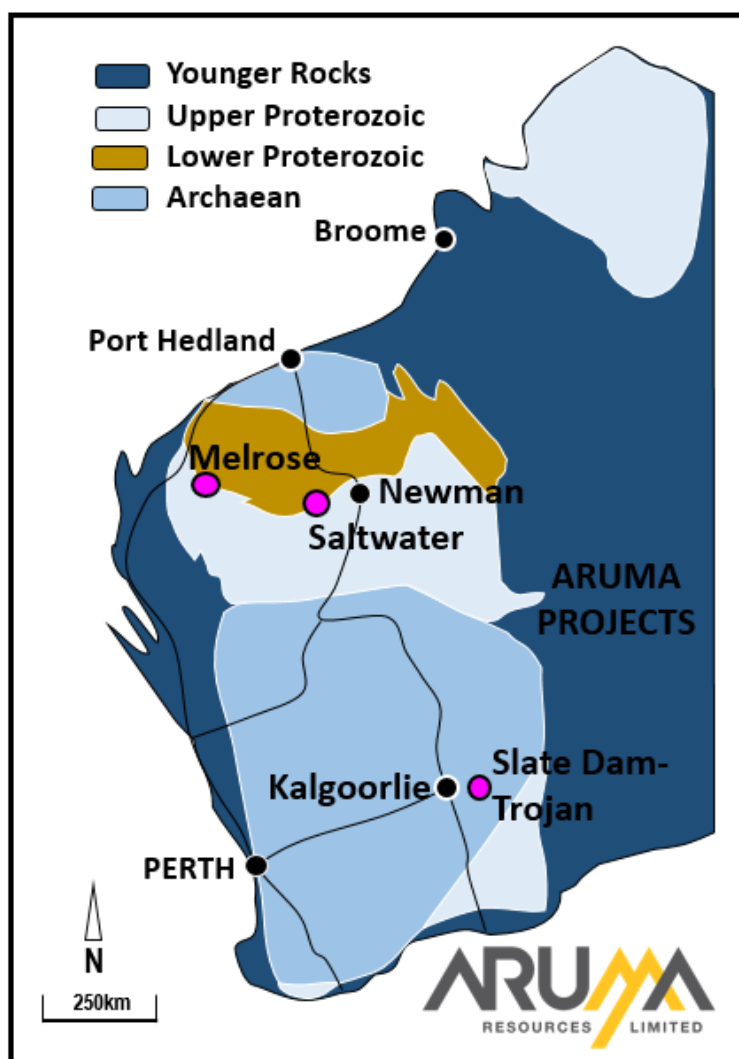 Younger Rocks
Upper Proterozoic
Lower Proterozoic
Archaean
Broome
Port Hedland
Melrose
Newman
Saltwater
ARUMA
PROJECTS
Slate Dam-
Trojan
Kalgoorlie
PERTH
N
250km
ARUMA
RESOURCES LIMITED